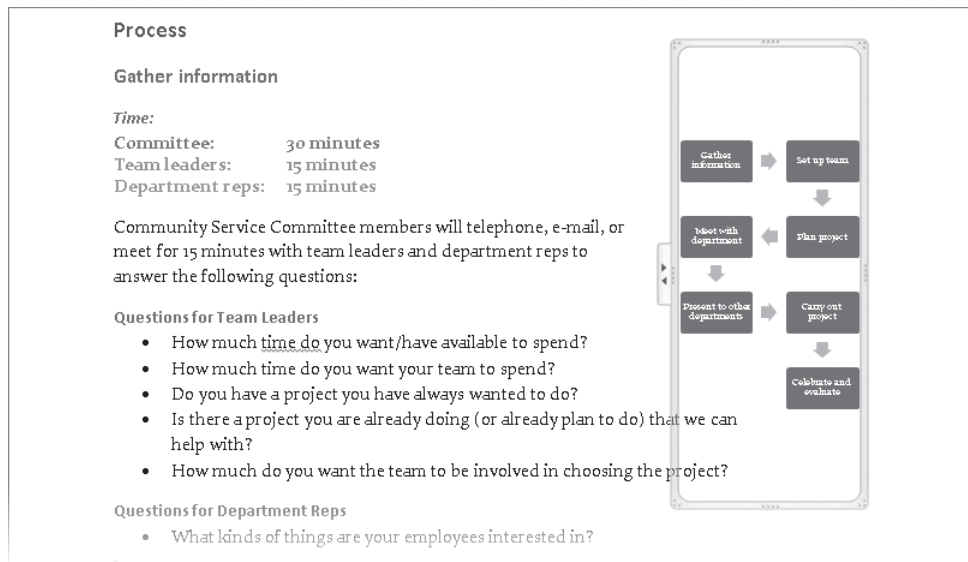 Process
Gather information
Time:
Committee: 30 minutes
Team leaders: 15 minutes
Department reps: 15 minutes
Community Service Committee members will telephone, e-mail, or
meet for 15 minutes with team leaders and department reps to
answer the following questions:
Questions for Team Leaders
• How much time do you want/have available to spend?
• How much time do you want your team to spend?
• Do you have a project you have always wanted to do?
• Is there a project you are already doing (or already plan to do) that we can
help with?
• How much do you want the team to be involved in choosing the project?
Questions for Department Reps
• What kinds of things are your employees interested in?
Gather
information
Set up team
Plan project
Meet with
department
Present to other
departments
Carry out
project
Celebrate and
evaluate